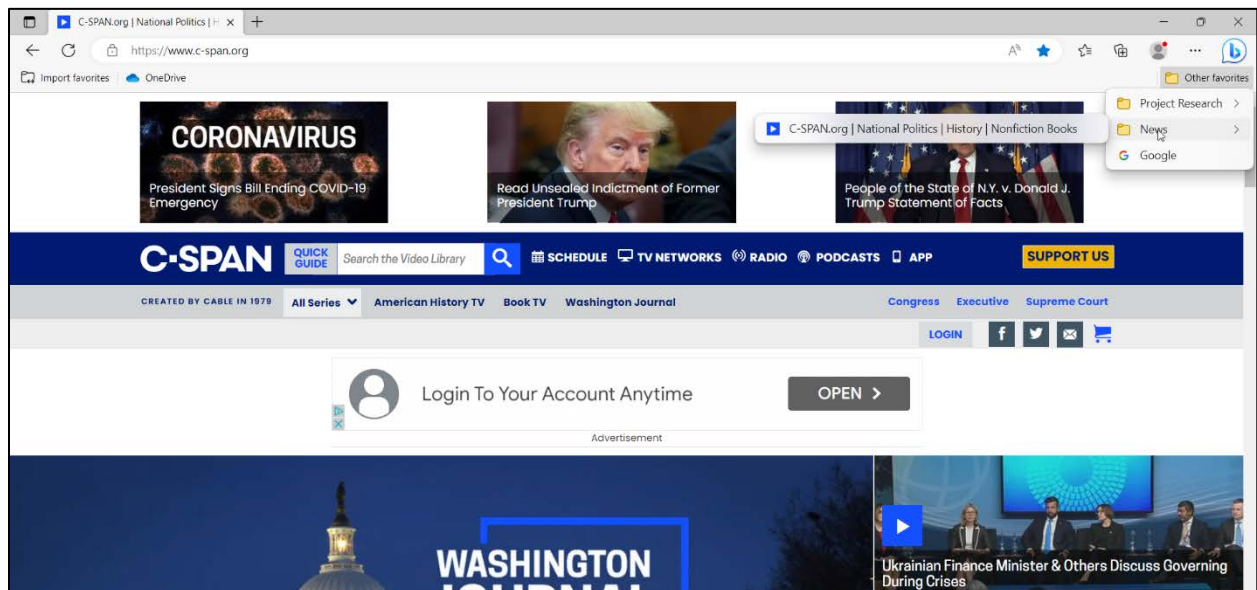 C-SPAN.org | National Politics | H
https://www.c-span.org
Import favorites
OneDrive
Other favorites
Project Research
News
Google
C-SPAN.org | National Politics | History | Nonfiction Books
CORONAVIRUS
President Signs Bill Ending COVID-19
Emergency
Read Unsealed Indictment of Former
President Trump
People of the State of N.Y. v. Donald J.
Trump Statement of Facts
C-SPAN
QUICK
GUIDE
Search the Video Library
SCHEDULE
TV NETWORKS
RADIO
PODCASTS
APP
SUPPORT US
CREATED BY CABLE IN 1979
All Series
American History TV
Book TV
Washington Journal
Congress
Executive
Supreme Court
LOGIN
Login To Your Account Anytime
OPEN
Advertisement
WASHINGTON
JOURNAL
Ukrainian Finance Minister & Others Discuss Governing
During Crises